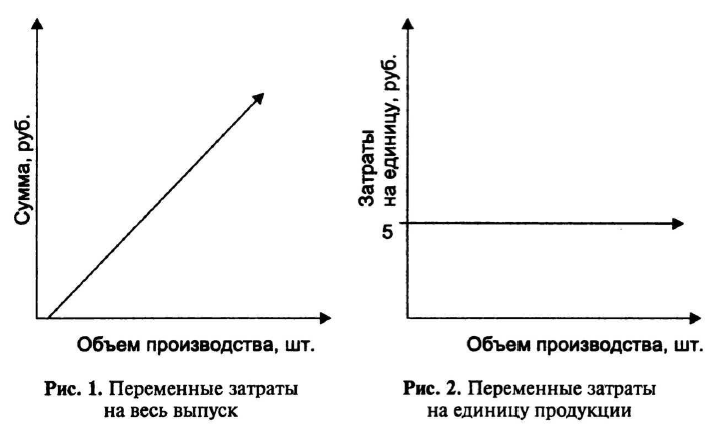 Сумма, руб.
Объем производства, шт.
Рис. 1. Переменные затраты
на весь выпуск
Затраты
на единицу, руб.
5
Объем производства, шт.
Рис. 2. Переменные затраты
на единицу продукции